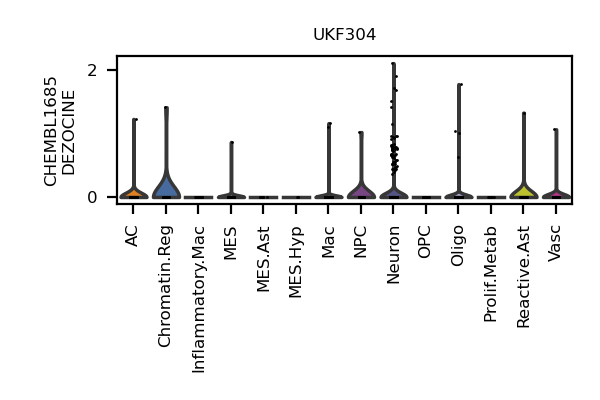 UKF304
CHEMBL1685
DEZOCINE
2
0
AC
Chromatin.Reg
Inflammatory.Mac
MES
MES.Ast
MES.Hyp
Mac
NPC
Neuron
OPC
Oligo
Prolif.Metab
Reactive.Ast
Vasc